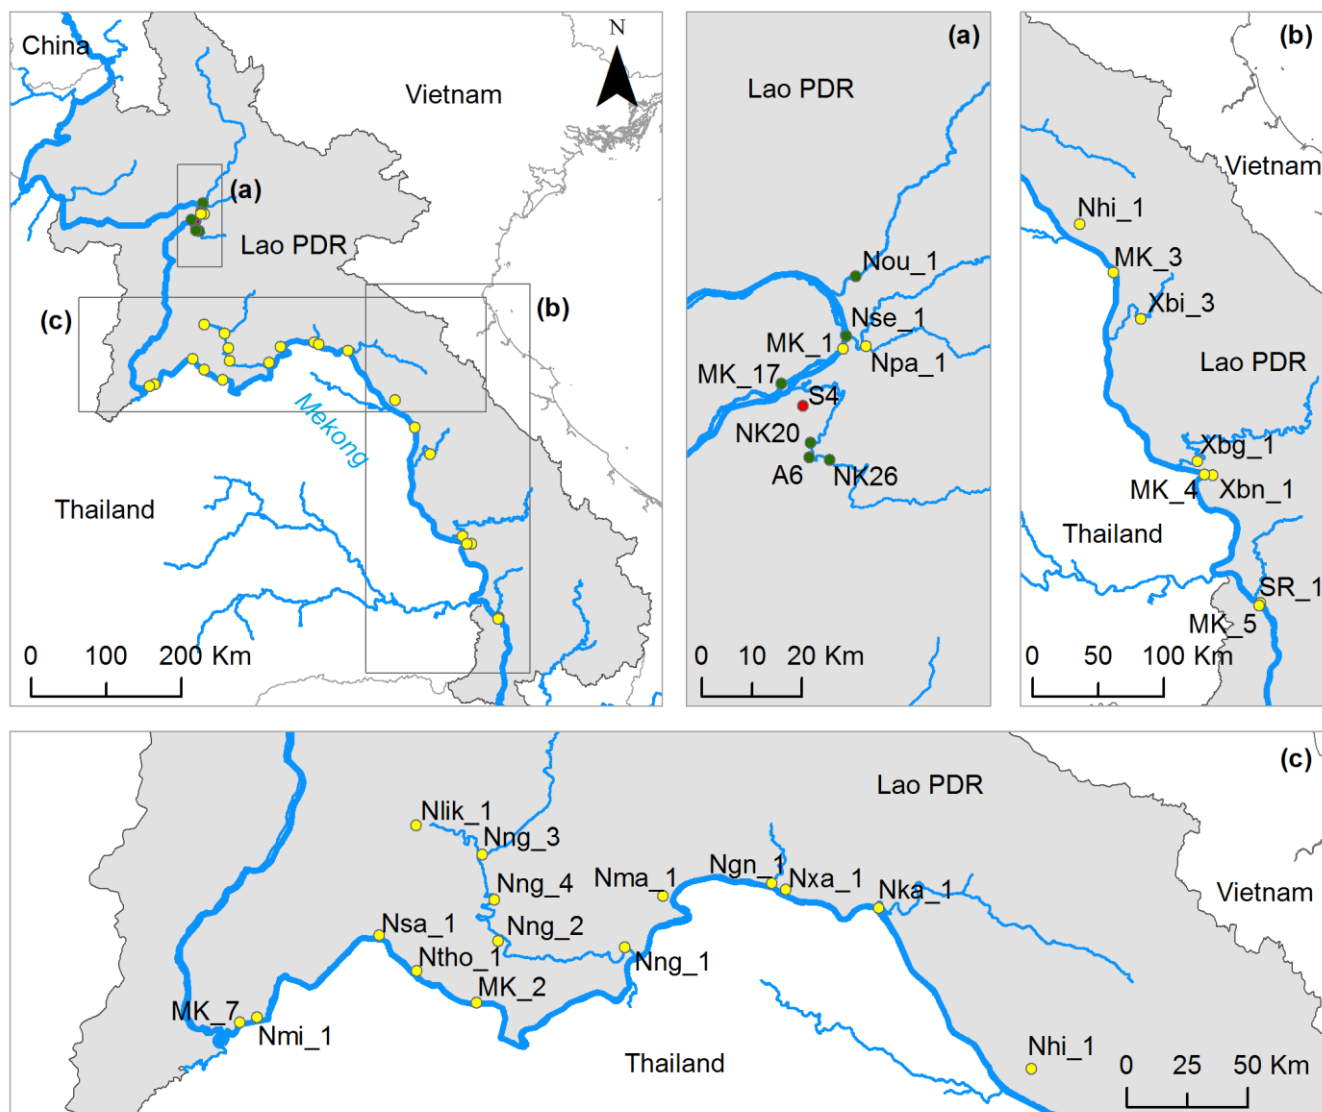 China
Vietnam
N
(a)
Lao PDR
(c)
(b)
Mekong
Thailand
0 100 200 Km
(a)
Lao PDR
Nou_1
Nse_1
MK_1
Npa_1
MK_17
S4
NK20
A6
NK26
0 10 20 Km
(b)
Vietnam
Nhi_1
MK_3
Xbi_3
Lao PDR
Xbg_1
MK_4
Xbn_1
Thailand
SR_1
MK_5
0 50 100 Km
(c)
Lao PDR
Nlik_1
Nng_3
Nng_4
Nma_1
Ngn_1
Nxa_1
Nka_1
Vietnam
Nsa_1
Nng_2
Ntho_1
Nng_1
MK_2
MK_7
Nmi_1
Thailand
Nhi_1
0 25 50 Km